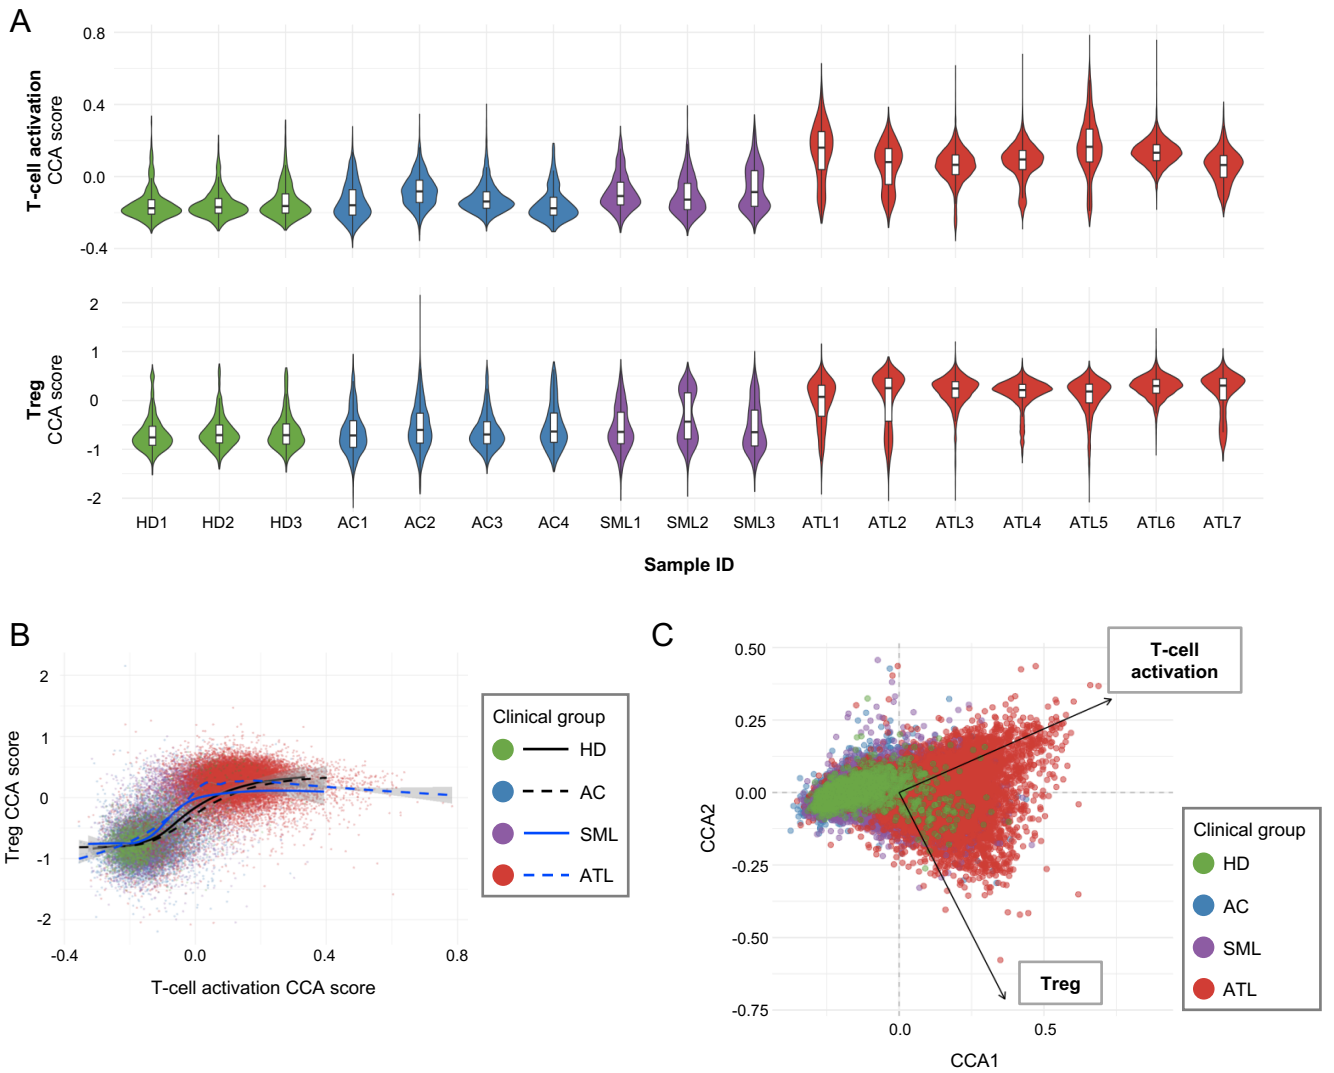 A
T-cell activation
CCA score
0.8
0.4
0.0
-0.4
Treg
CCA score
2
1
0
-1
-2
HD1 HD2 HD3 AC1 AC2 AC3 AC4 SML1 SML2 SML3 ATL1 ATL2 ATL3 ATL4 ATL5 ATL6 ATL7
Sample ID
B
Treg CCA score
2
1
0
-1
-2
-0.4 0.0 0.4 0.8
T-cell activation CCA score
Clinical group
HD
AC
SML
ATL
C
CCA2
0.50
0.25
0.00
-0.25
-0.50
-0.75
0.0 0.5
CCA1
T-cell
activation
Treg
Clinical group
HD
AC
SML
ATL